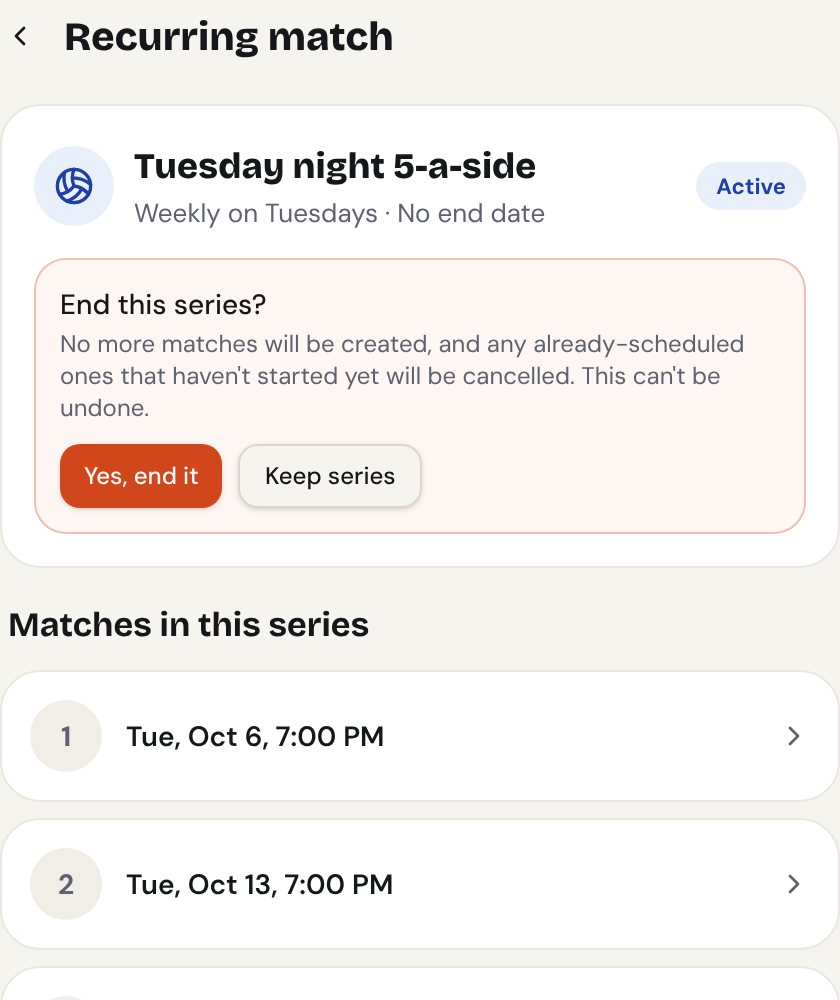 Recurring match
Tuesday night 5-a-side
Weekly on Tuesdays · No end date
Active
End this series?
No more matches will be created, and any already-scheduled
ones that haven't started yet will be cancelled. This can't be
undone.
Yes, end it
Keep series
Matches in this series
1
Tue, Oct 6, 7:00 PM
2
Tue, Oct 13, 7:00 PM